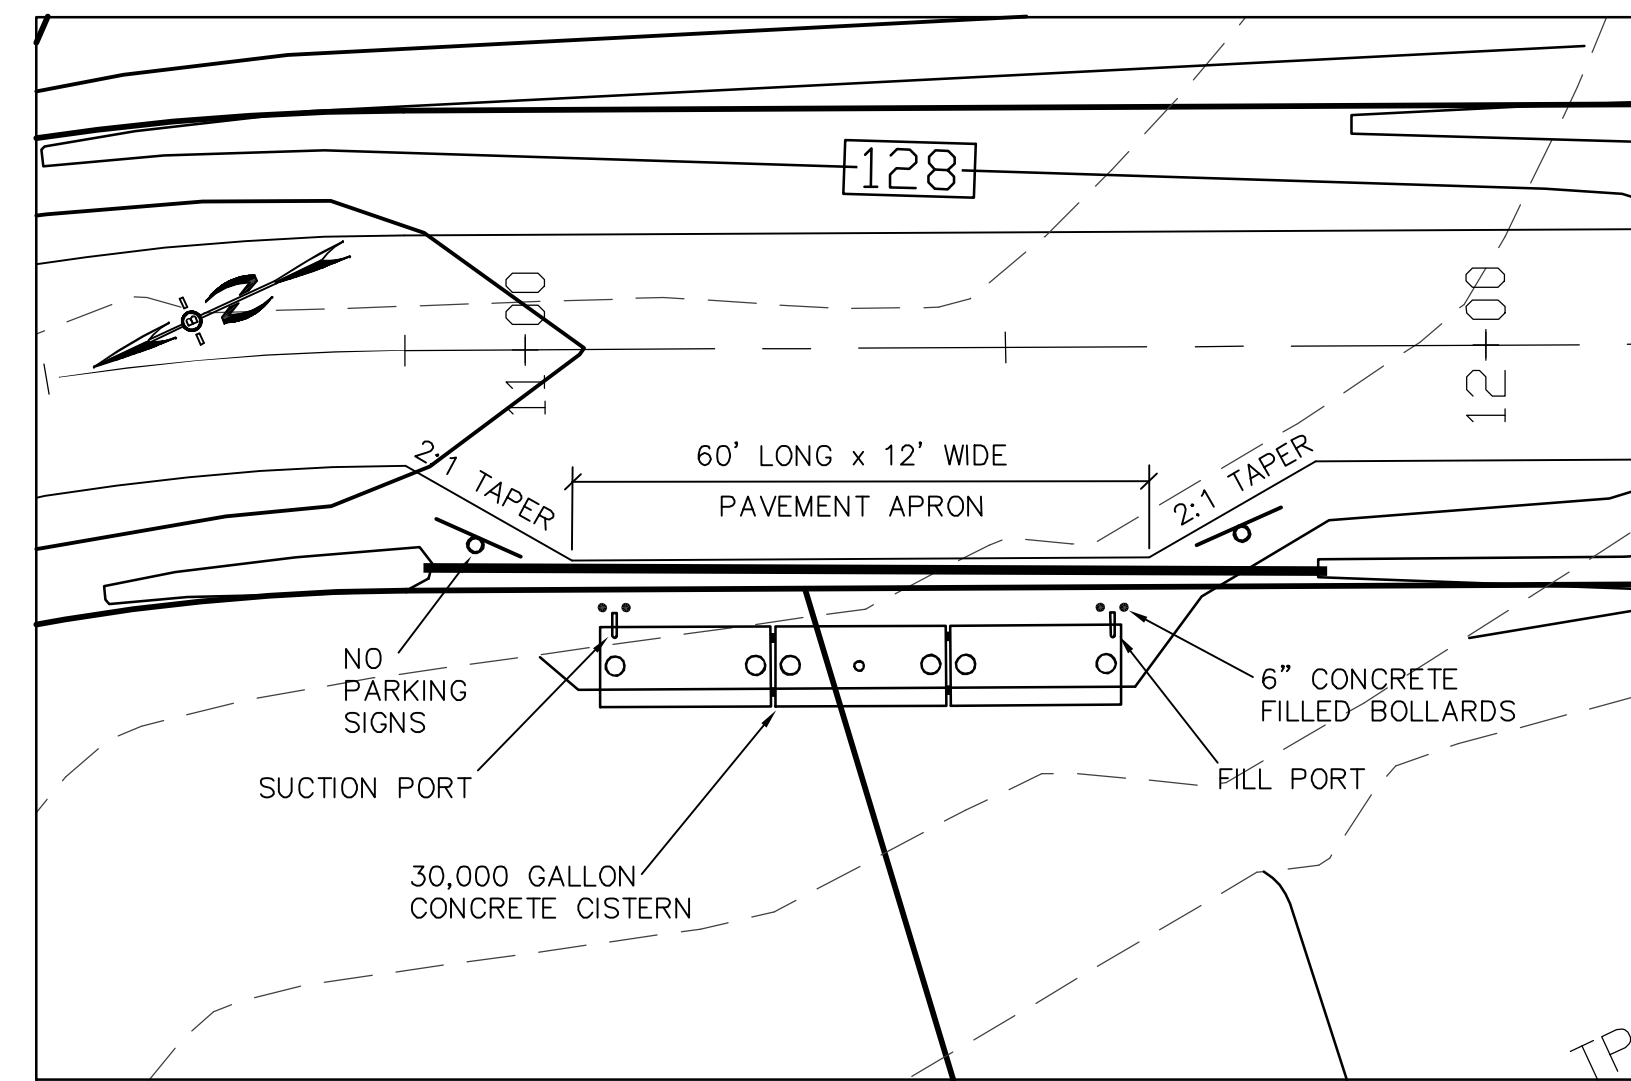 128
11+00
12+00
2:1 TAPER
60' LONG x 12' WIDE
PAVEMENT APRON
2:1 TAPER
NO
PARKING
SIGNS
6" CONCRETE
FILLED BOLLARDS
SUCTION PORT
FILL PORT
30,000 GALLON
CONCRETE CISTERN
TP